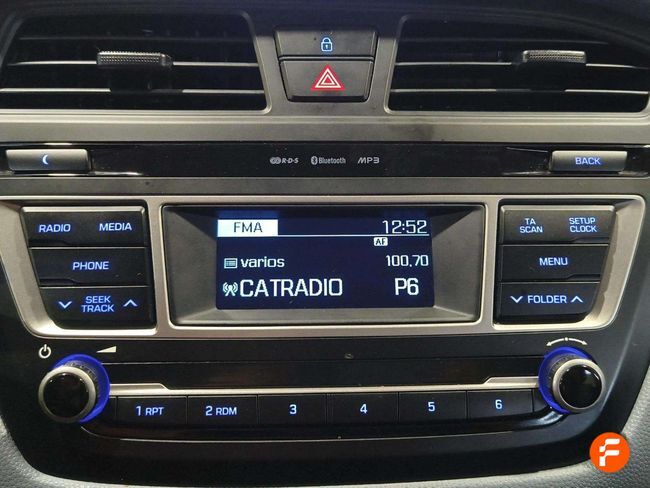 R·D·S Bluetooth MP3
BACK
RADIO MEDIA
PHONE
SEEK
TRACK
FMA 12:52
AF
varios 100,70
CATRADIO P6
TA
SCAN
SETUP
CLOCK
MENU
FOLDER
1 RPT 2 RDM 3 4 5 6